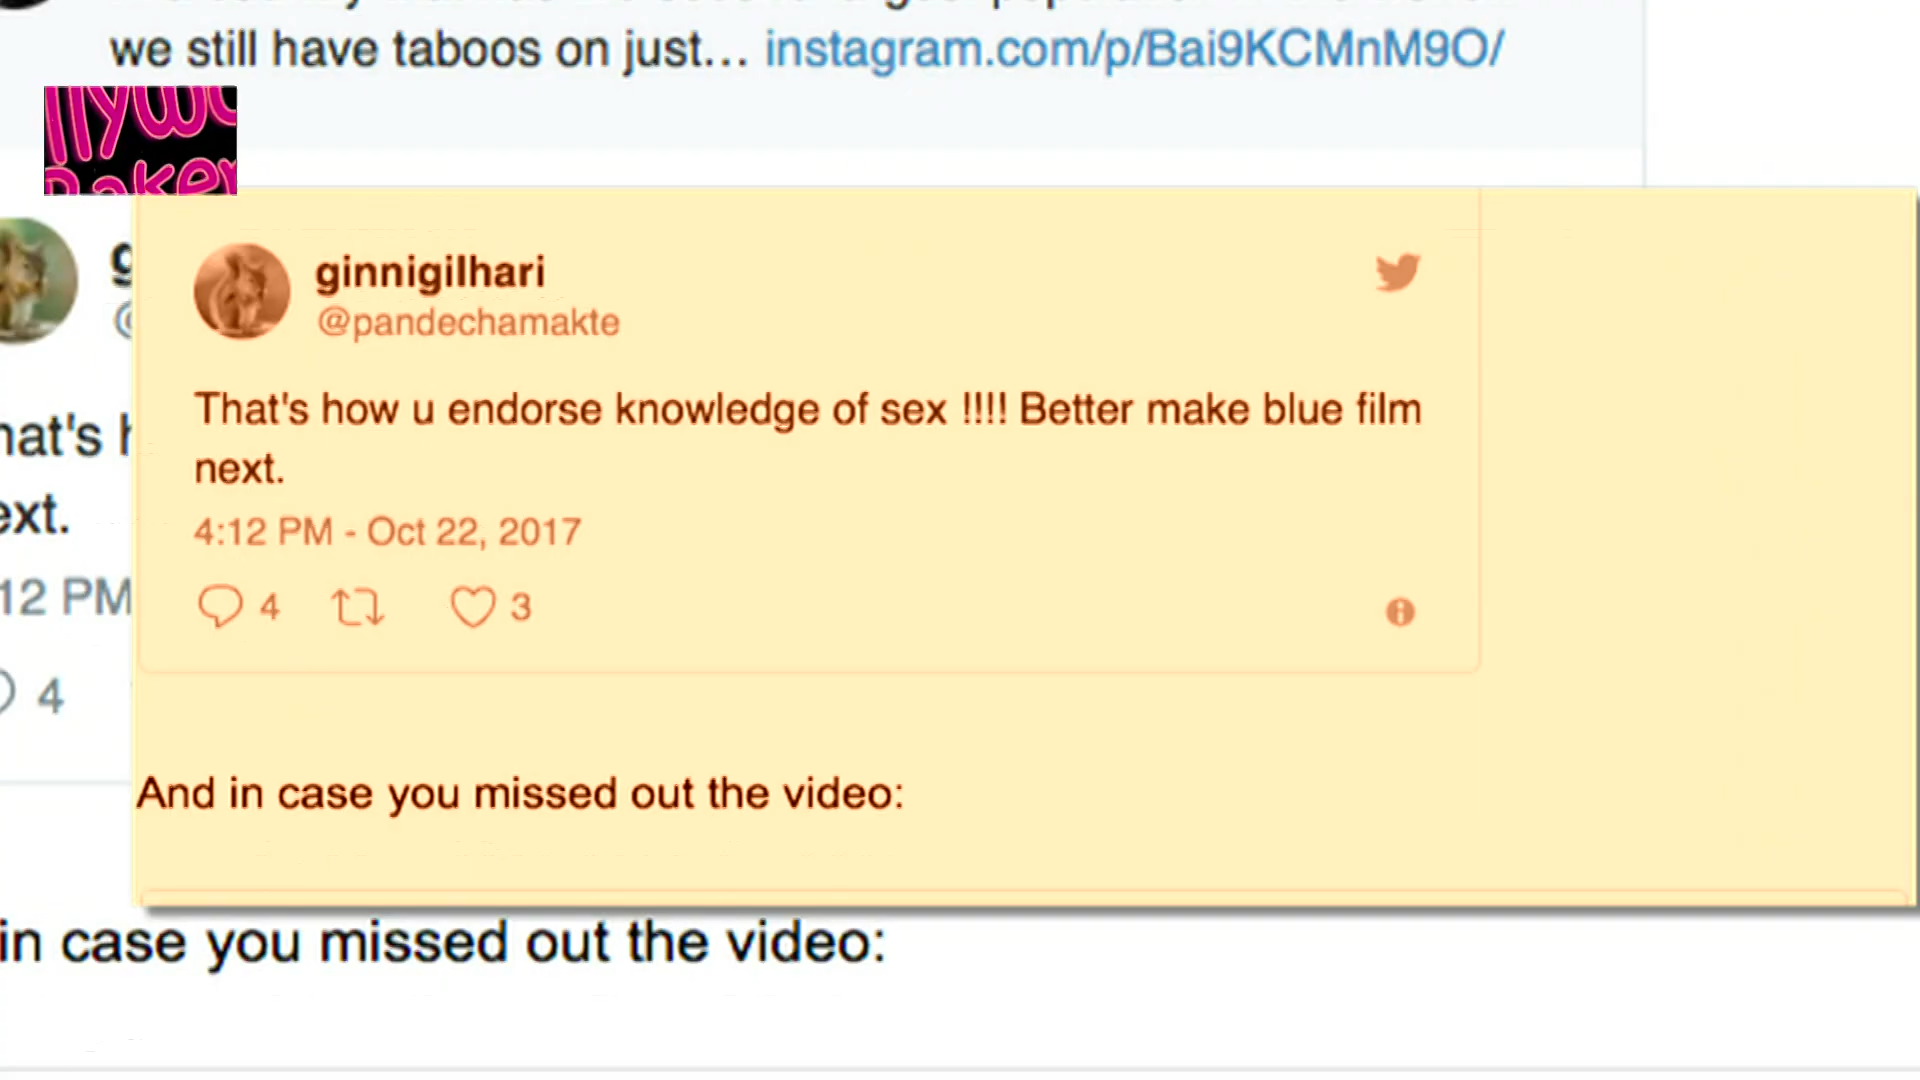 we still have taboos on just... instagram.com/p/Bai9KCMnM9O/
ginnigilhari
@pandechamakte
That's how u endorse knowledge of sex !!!! Better make blue film
next.
4:12 PM - Oct 22, 2017
4 3
And in case you missed out the video:
12 PM
4
in case you missed out the video: